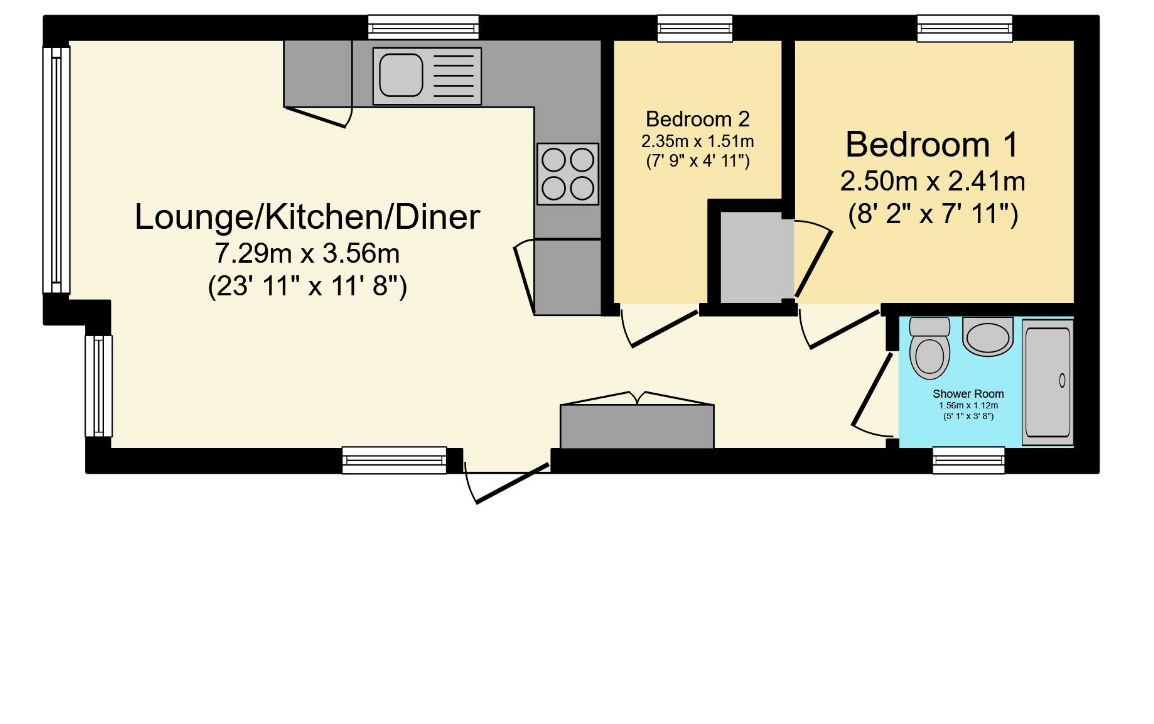 Lounge/Kitchen/Diner
7.29m x 3.56m
(23' 11" x 11' 8")
Bedroom 2
2.35m x 1.51m
(7' 9" x 4' 11")
Bedroom 1
2.50m x 2.41m
(8' 2" x 7' 11")
Shower Room
1.56m x 1.12m
(5' 1" x 3' 8")